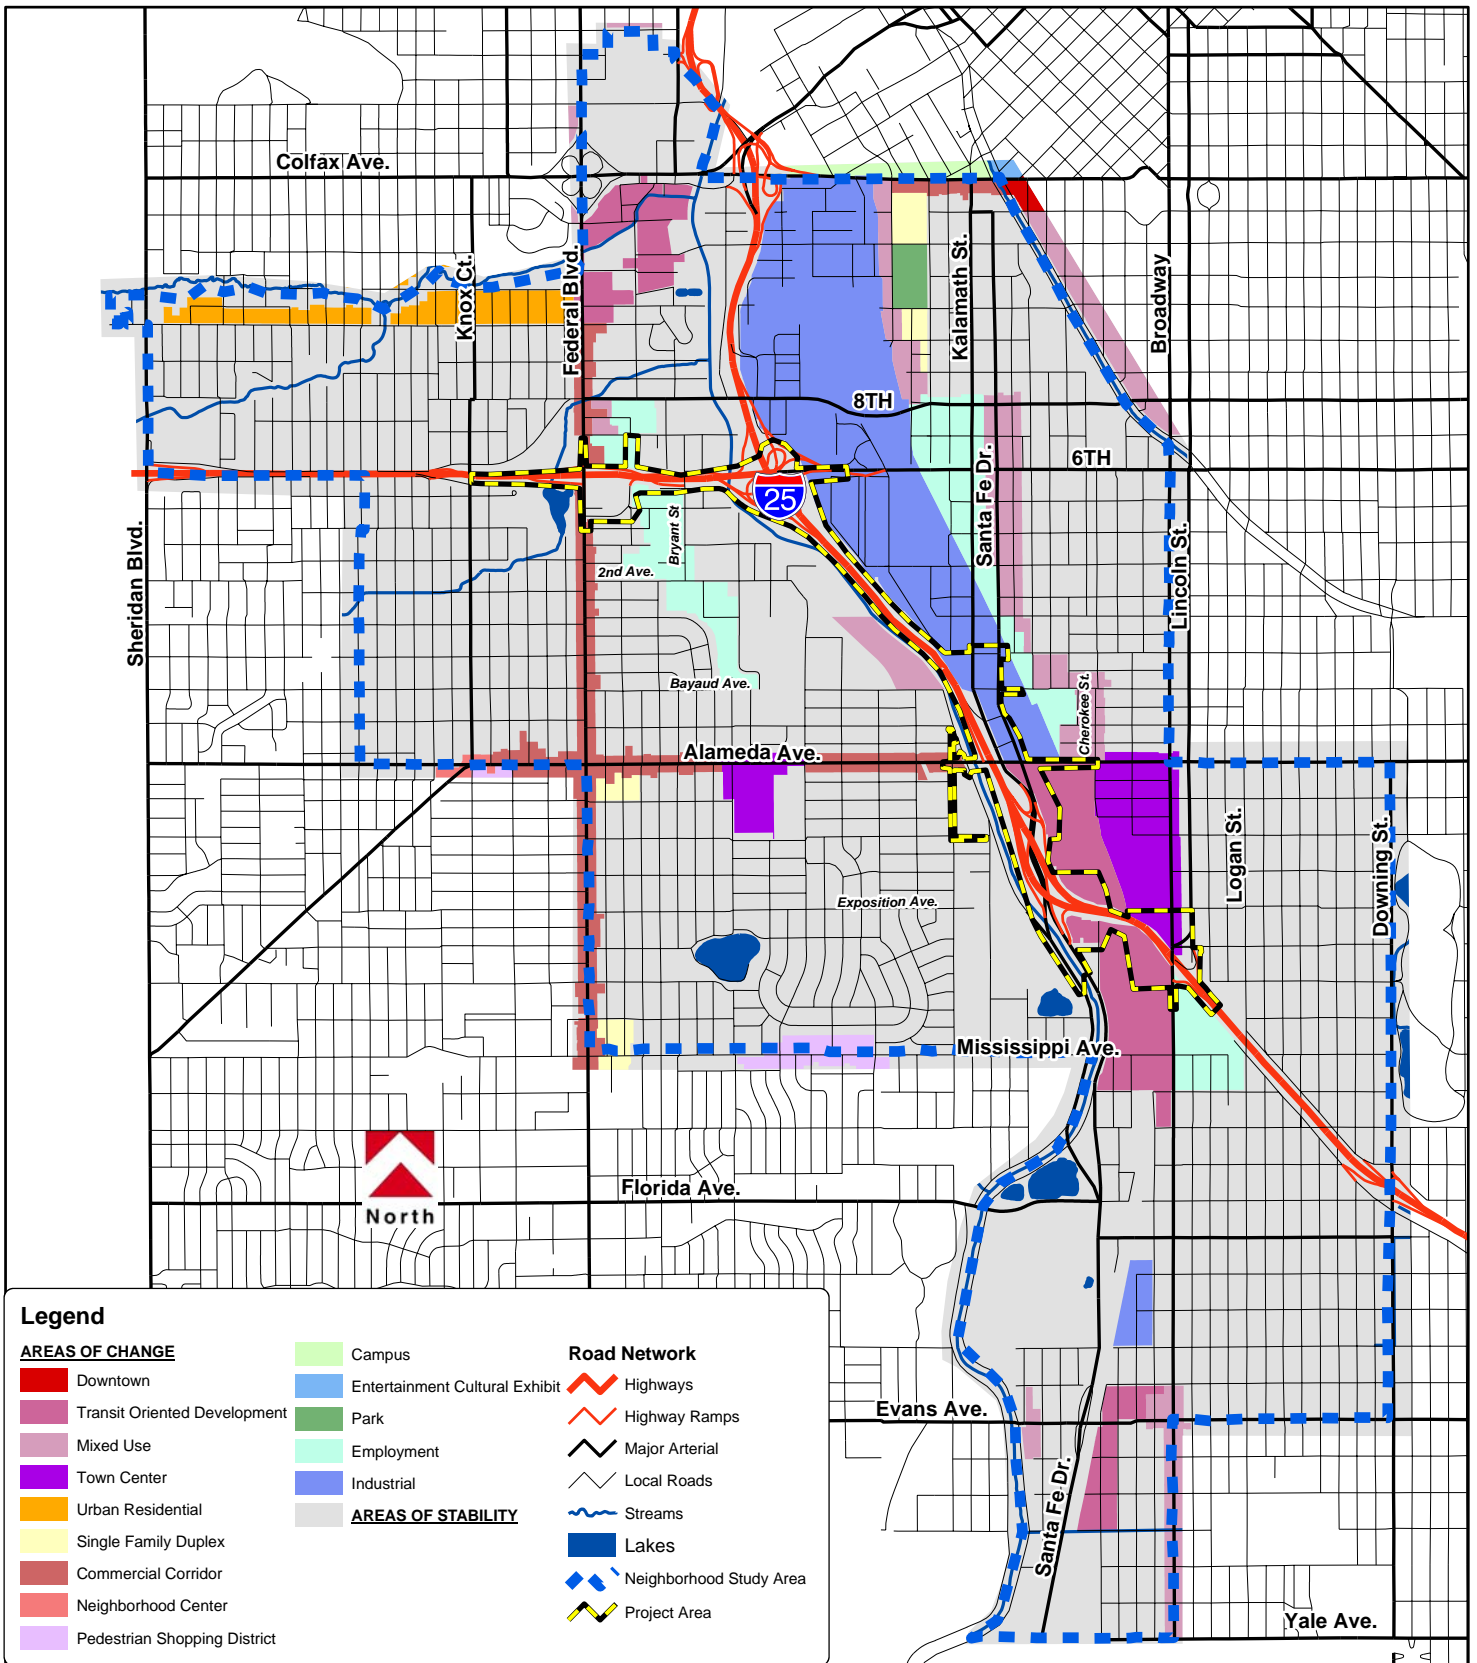 Colfax Ave.
Knox Ct.
Federal Blvd.
Kalamath St.
Broadway
8TH
6TH
25
Santa Fe Dr.
Sheridan Blvd.
Bryant St
2nd Ave.
Lincoln St.
Bayaud Ave.
Cherokee St.
Alameda Ave.
Logan St.
Downing St.
Exposition Ave.
Mississippi Ave.
North
Florida Ave.
Evans Ave.
Santa Fe Dr.
Yale Ave.
Legend
AREAS OF CHANGE
Downtown
Transit Oriented Development
Mixed Use
Town Center
Urban Residential
Single Family Duplex
Commercial Corridor
Neighborhood Center
Pedestrian Shopping District
Campus
Entertainment Cultural Exhibit
Park
Employment
Industrial
AREAS OF STABILITY
Road Network
Highways
Highway Ramps
Major Arterial
Local Roads
Streams
Lakes
Neighborhood Study Area
Project Area